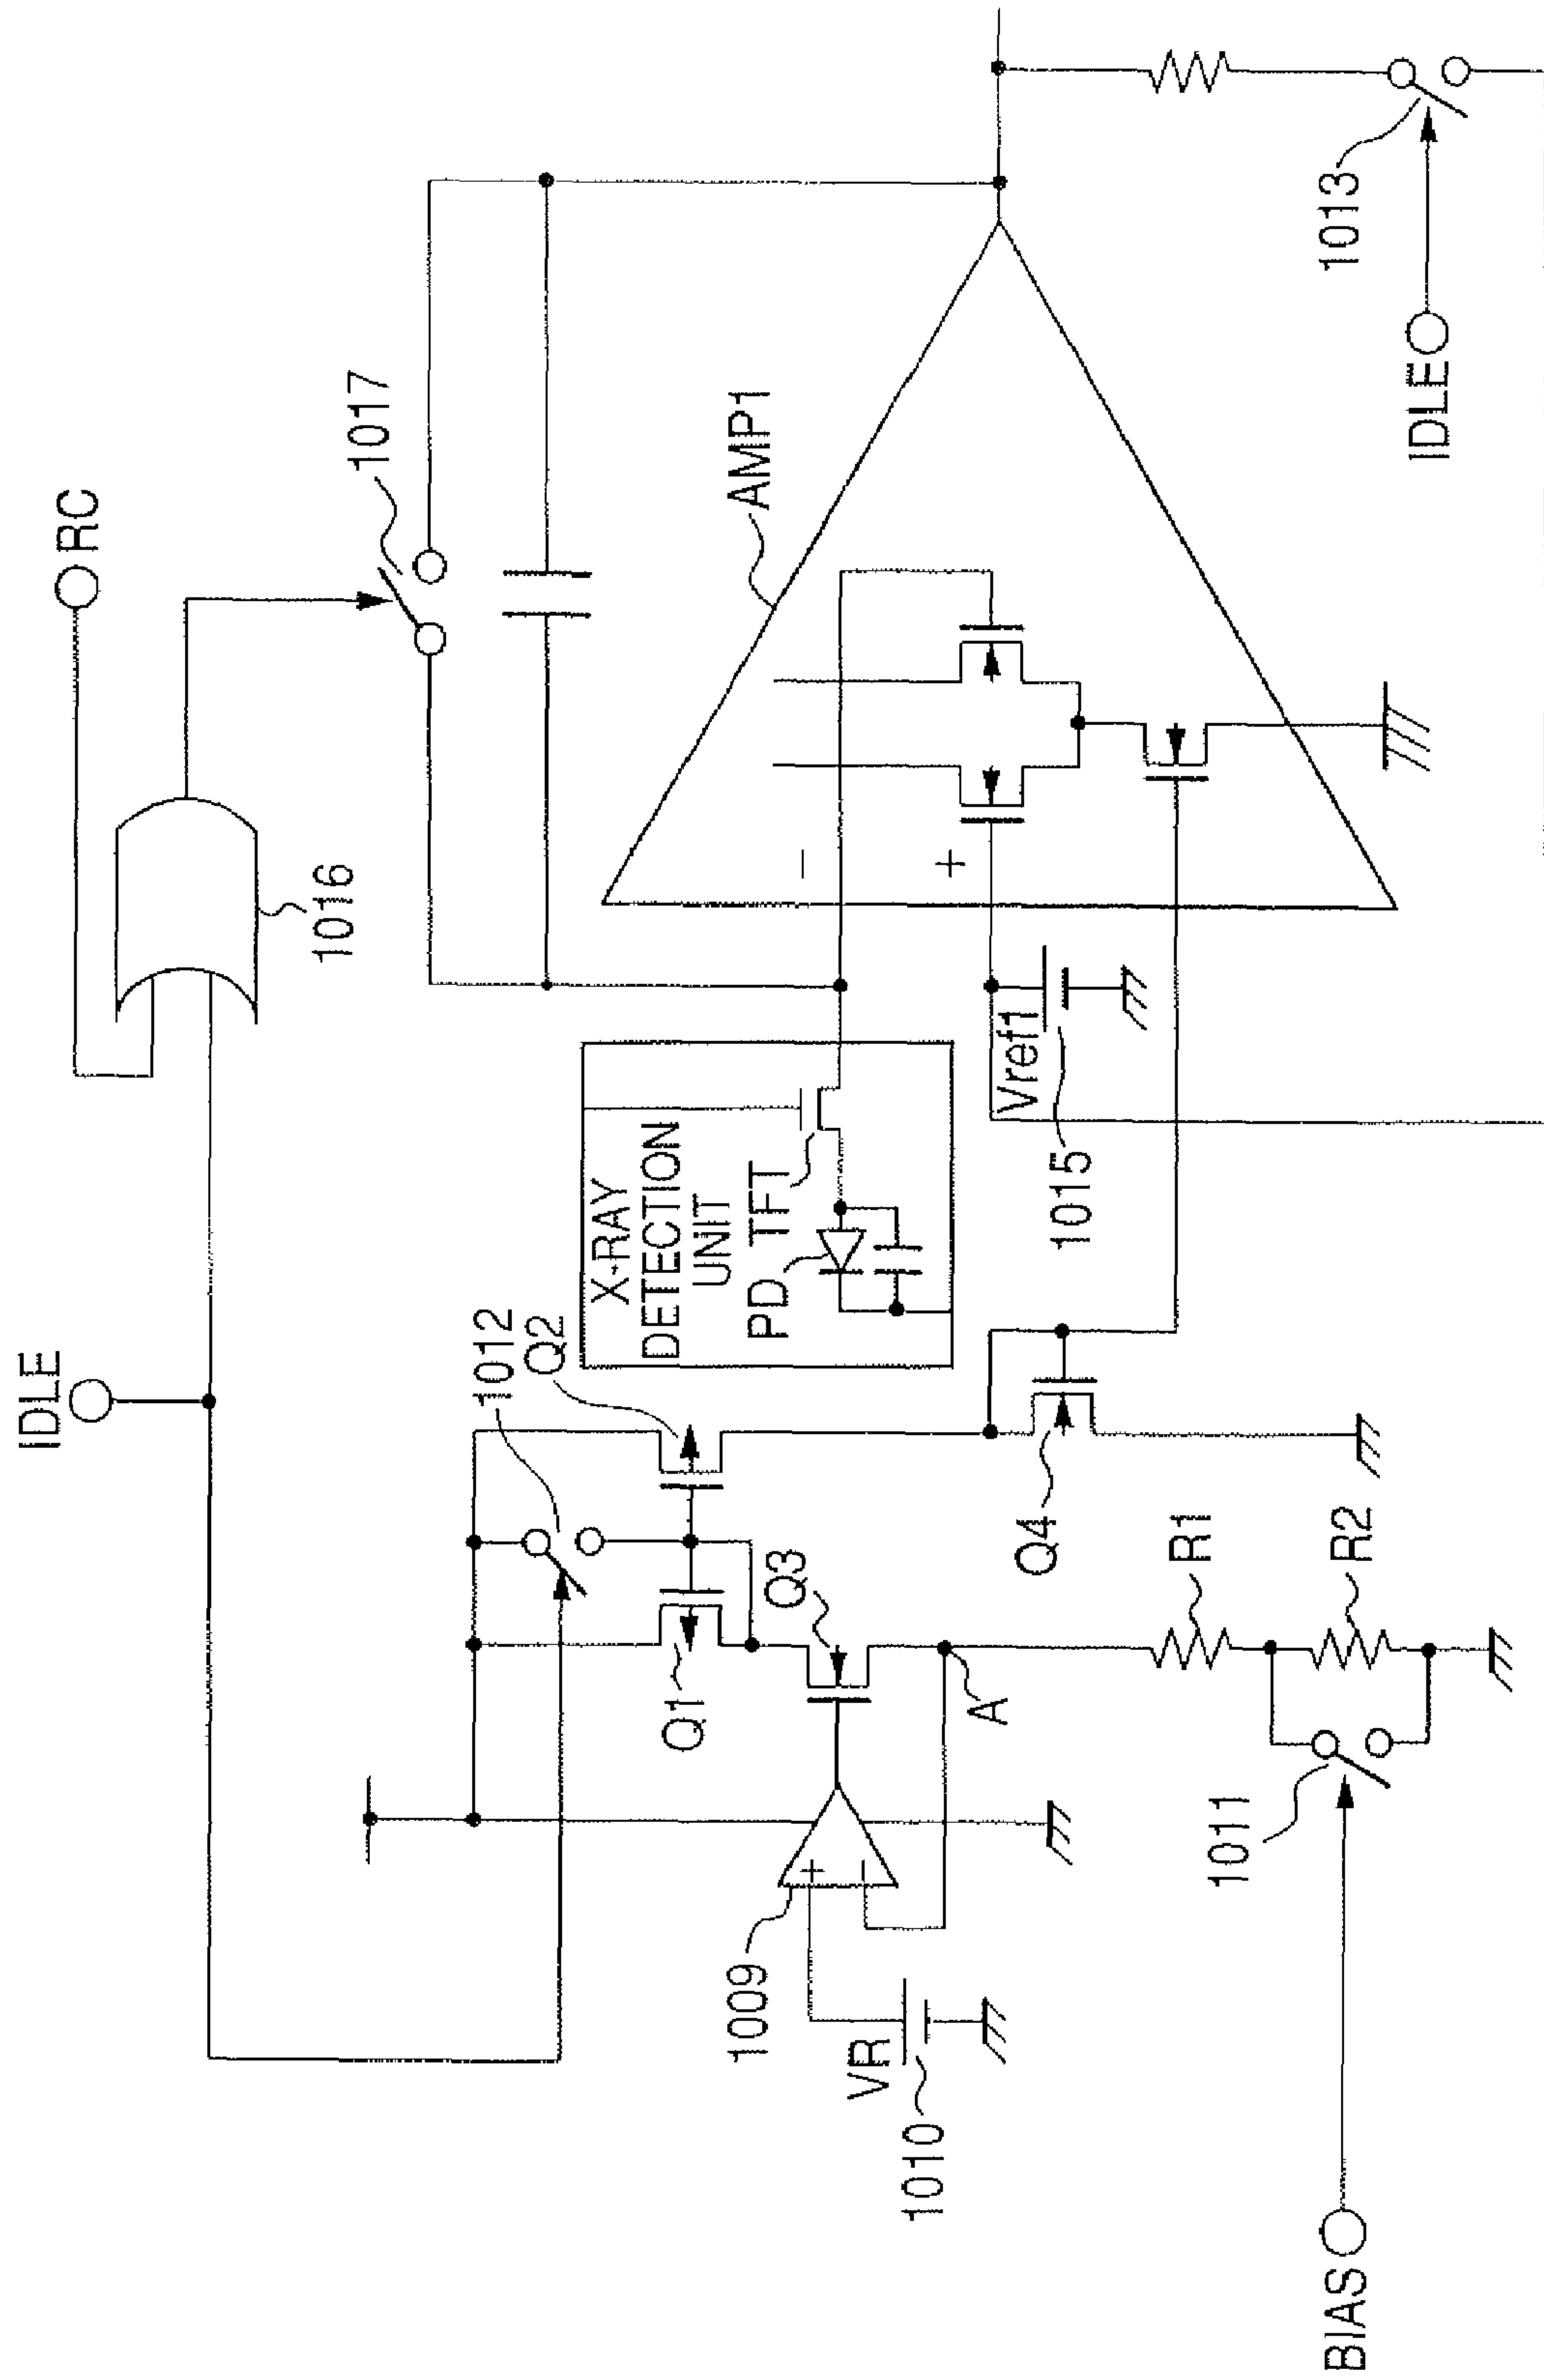 IDLE
RC
1016
1017
1012
Q2
X-RAY
DETECTION
UNIT
PD
TFT
AMP1
−
+
Vref1
1015
Q1
Q3
Q4
A
1009
+
−
VR
1010
R1
R2
1011
BIAS
1013
IDLE